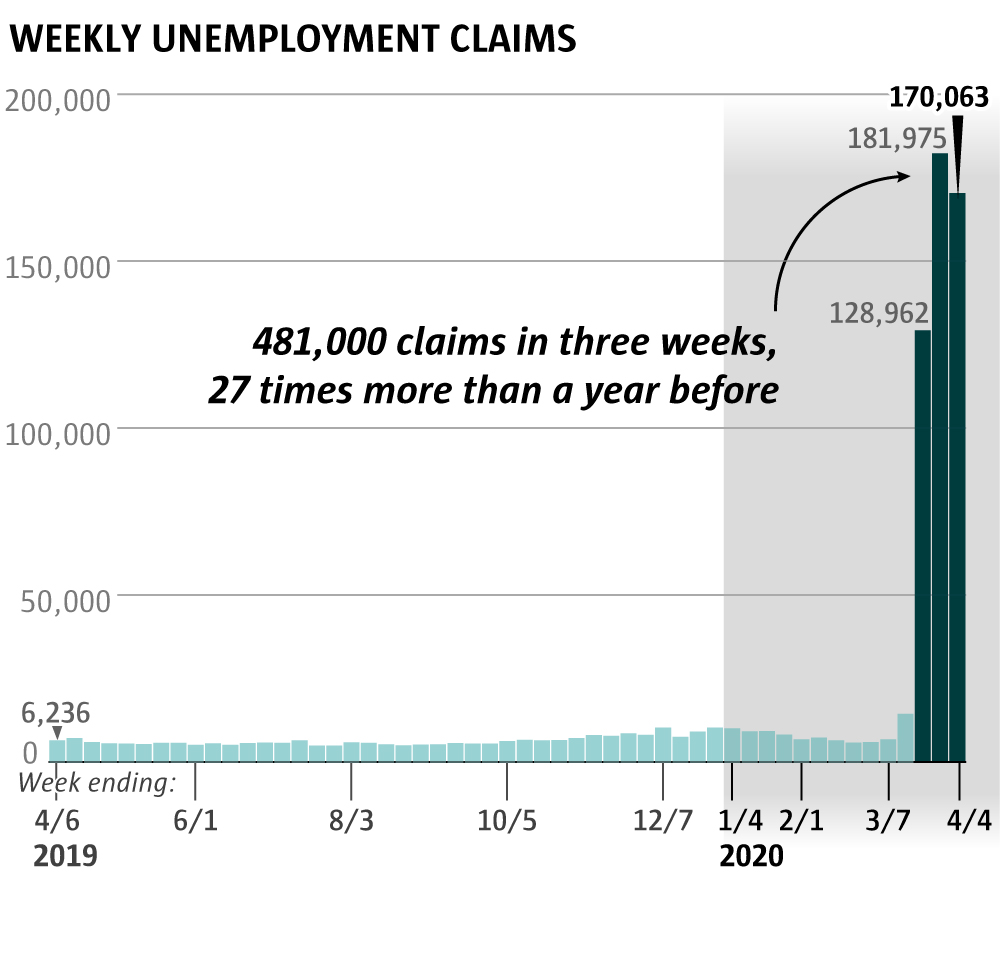 WEEKLY UNEMPLOYMENT CLAIMS
200,000
170,063
181,975
150,000
128,962
481,000 claims in three weeks,
27 times more than a year before
100,000
50,000
6,236
0
Week ending:
4/6 6/1 8/3 10/5 12/7 1/4 2/1 3/7 4/4
2019 2020